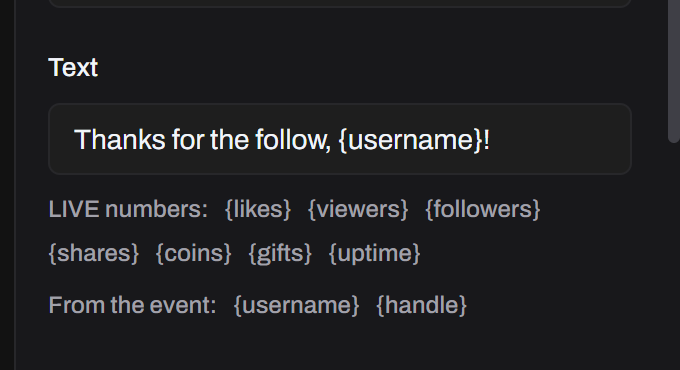 Text
Thanks for the follow, {username}!
LIVE numbers: {likes} {viewers} {followers}
{shares} {coins} {gifts} {uptime}
From the event: {username} {handle}